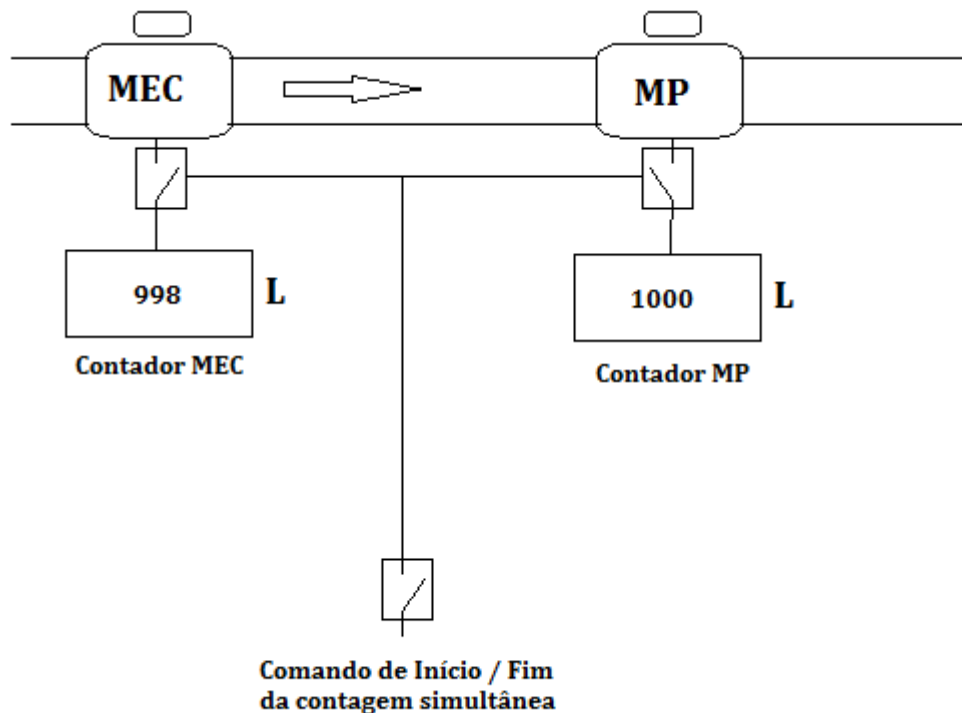 MEC
MP
998 L
1000 L
Contador MEC
Contador MP
Comando de Início / Fim
da contagem simultânea